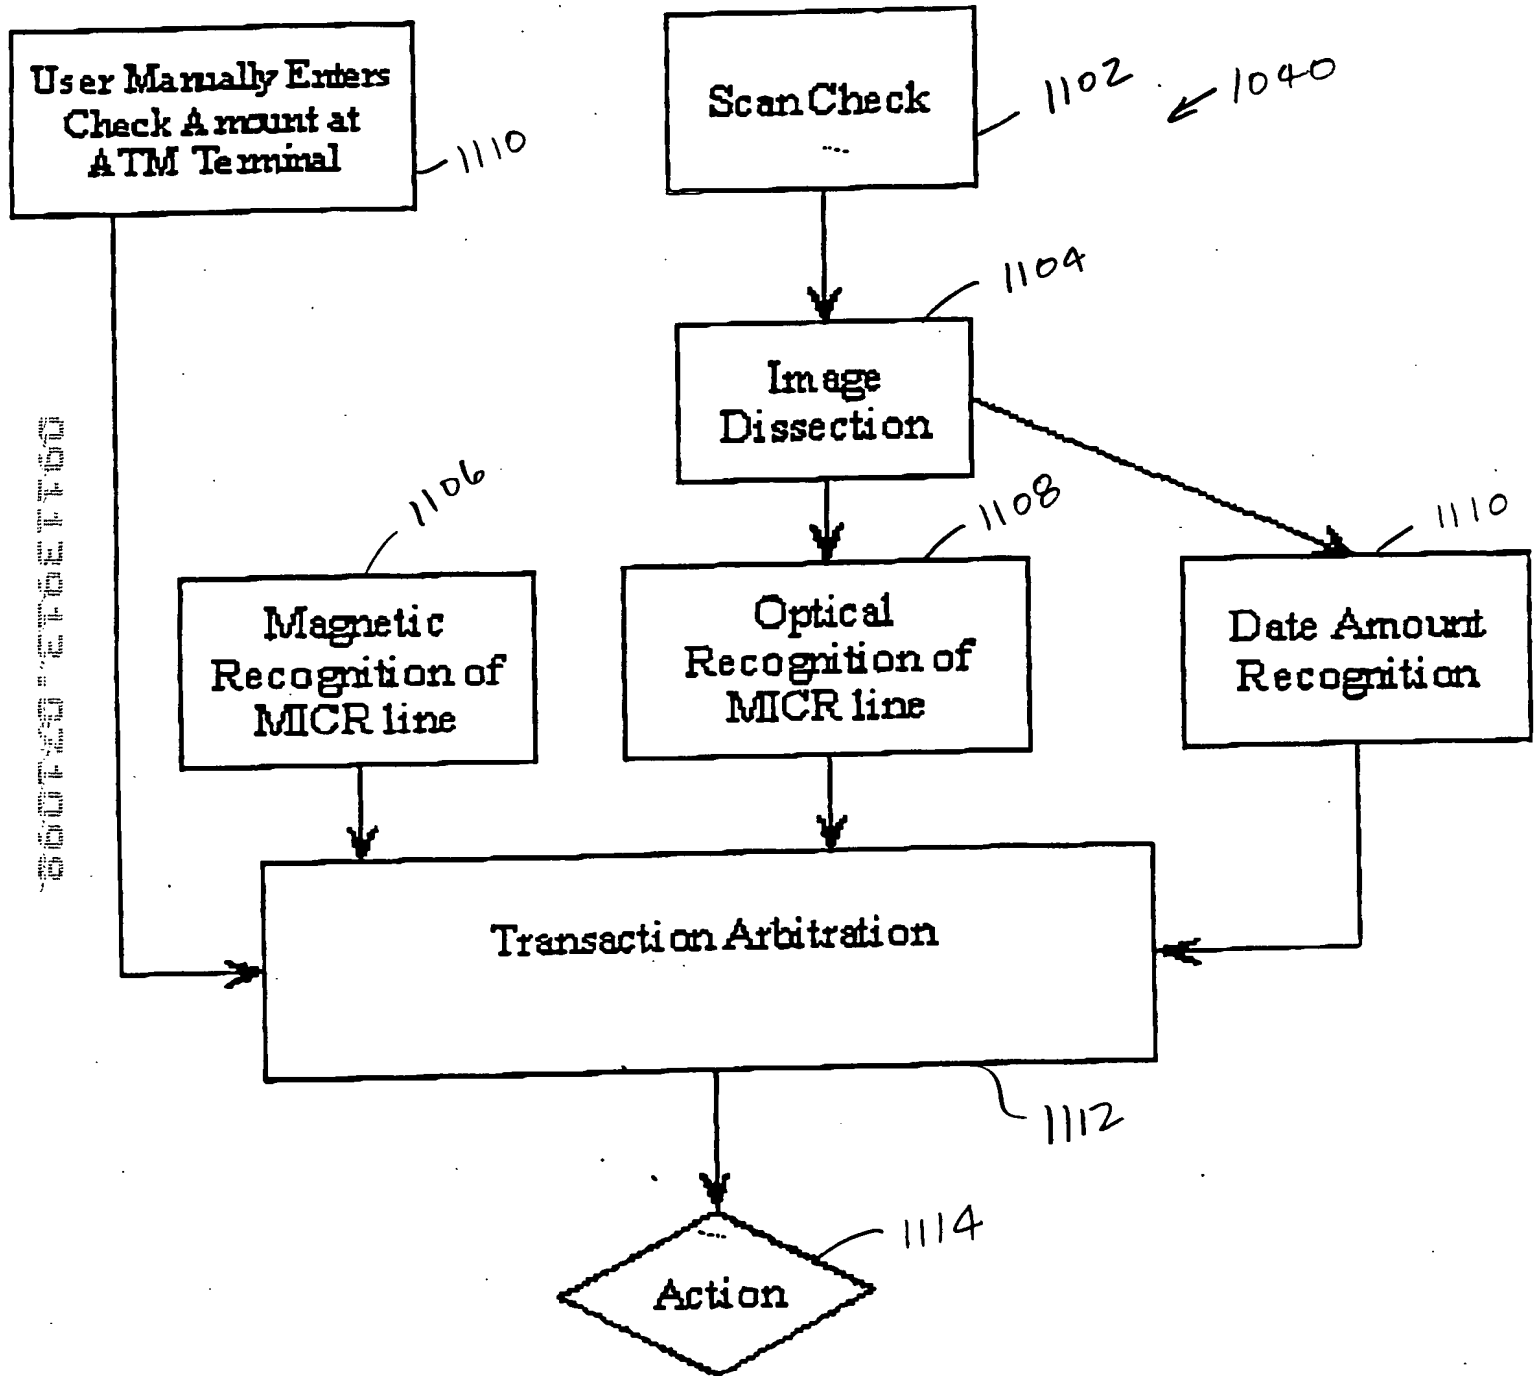 User Manually Enters
Check Amount at
ATM Terminal
1110
Scan Check
1102
1040
1104
Image
Dissection
1106
1108
1110
Magnetic
Recognition of
MICR line
Optical
Recognition of
MICR line
Date Amount
Recognition
Transaction Arbitration
1112
1114
Action